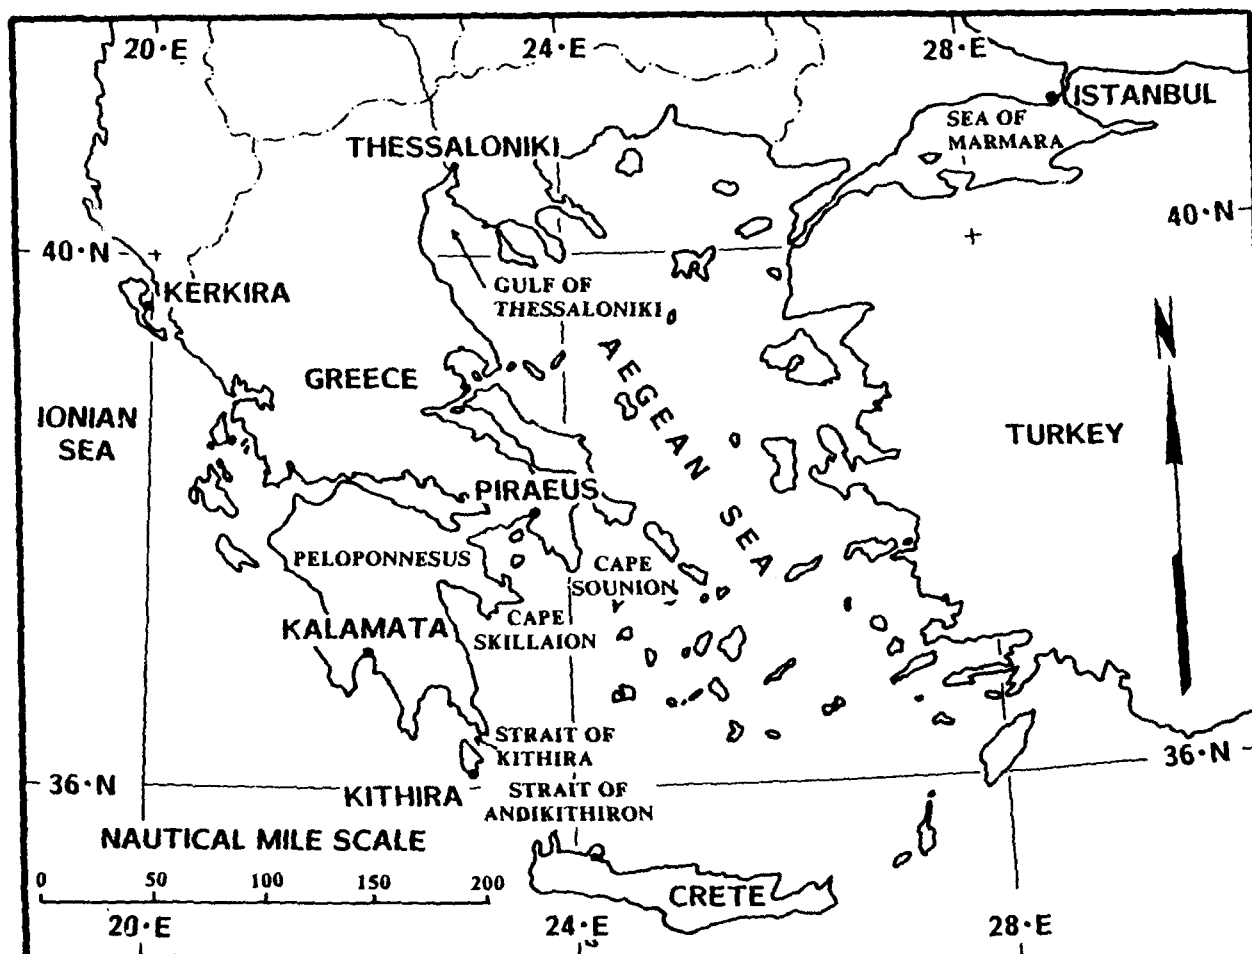 20·E
24·E
28·E
ISTANBUL
SEA OF
MARMARA
THESSALONIKI
40·N
40·N
KERKIRA
GULF OF
THESSALONIKI
N
GREECE
AEGEAN SEA
IONIAN
SEA
TURKEY
PIRAEUS
PELOPONNESUS
CAPE
SOUNION
CAPE
SKILLAION
KALAMATA
STRAIT OF
KITHIRA
36·N
36·N
KITHIRA
STRAIT OF
ANDIKITHIRON
NAUTICAL MILE SCALE
0 50 100 150 200
CRETE
20·E
24·E
28·E